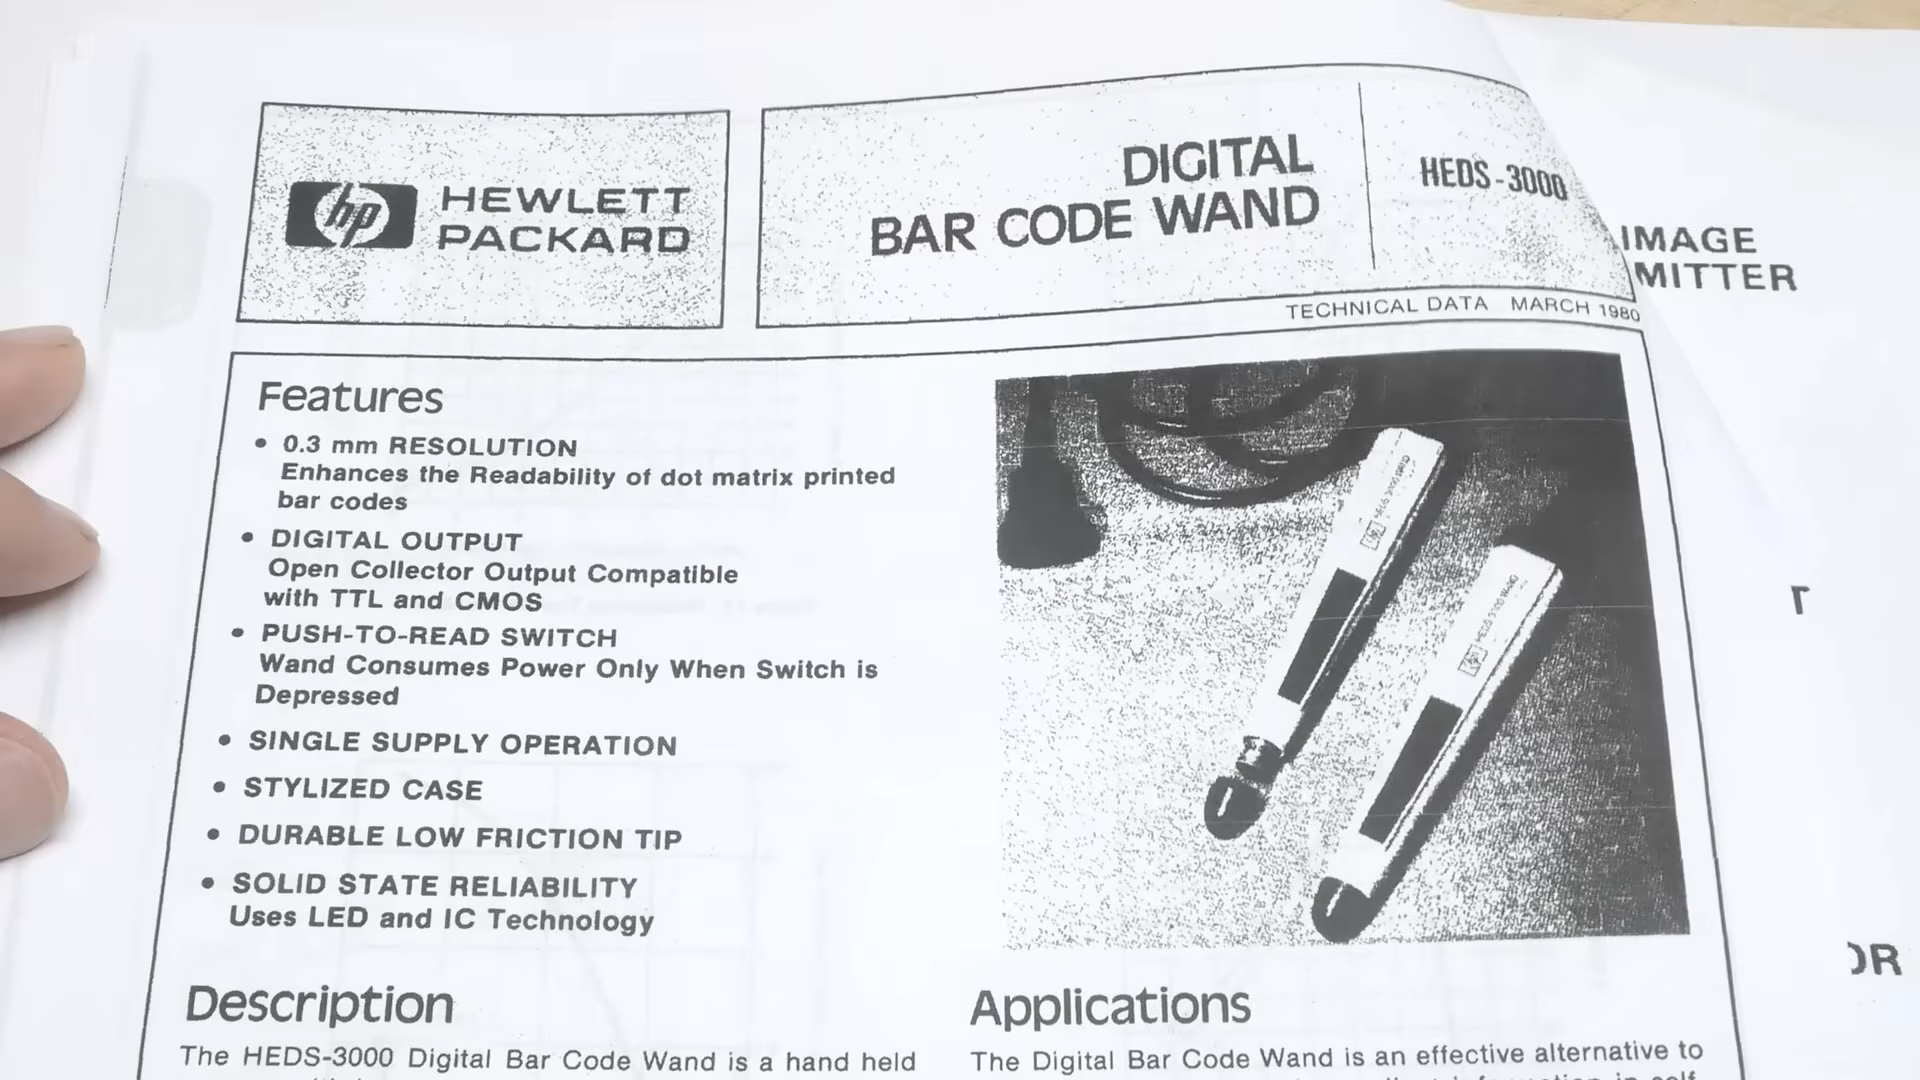 hp HEWLETT
PACKARD
DIGITAL
BAR CODE WAND
HEDS-3000
TECHNICAL DATA MARCH 1980
IMAGE
MITTER
Features
• 0.3 mm RESOLUTION
Enhances the Readability of dot matrix printed
bar codes
• DIGITAL OUTPUT
Open Collector Output Compatible
with TTL and CMOS
• PUSH-TO-READ SWITCH
Wand Consumes Power Only When Switch is
Depressed
• SINGLE SUPPLY OPERATION
• STYLIZED CASE
• DURABLE LOW FRICTION TIP
• SOLID STATE RELIABILITY
Uses LED and IC Technology
OR
Description
The HEDS-3000 Digital Bar Code Wand is a hand held
Applications
The Digital Bar Code Wand is an effective alternative to